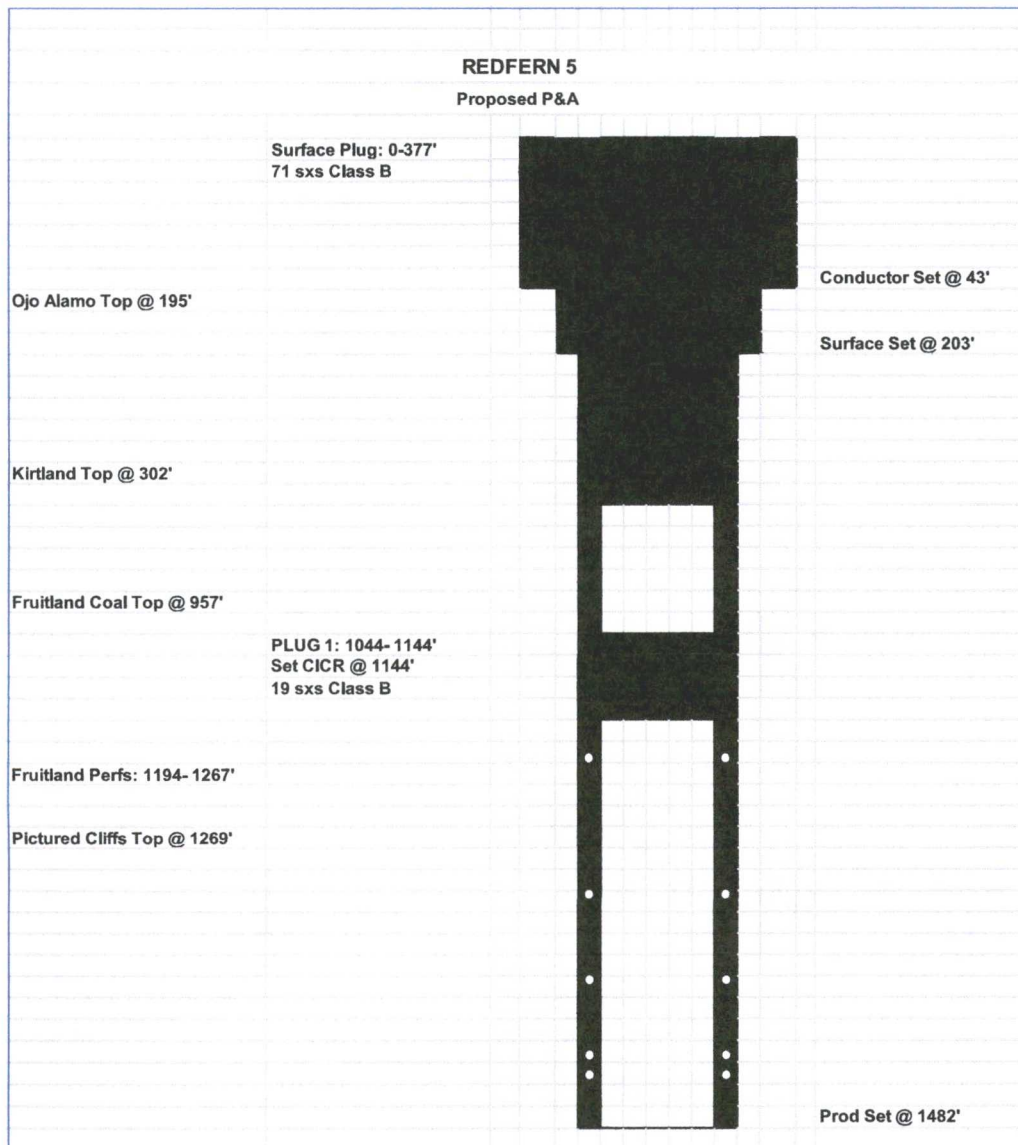 REDFERN 5
Proposed P&A
Surface Plug: 0-377'
71 sxs Class B
Conductor Set @ 43'
Ojo Alamo Top @ 195'
Surface Set @ 203'
Kirtland Top @ 302'
Fruitland Coal Top @ 957'
PLUG 1: 1044-1144'
Set CICR @ 1144'
19 sxs Class B
Fruitland Perfs: 1194-1267'
Pictured Cliffs Top @ 1269'
Prod Set @ 1482'